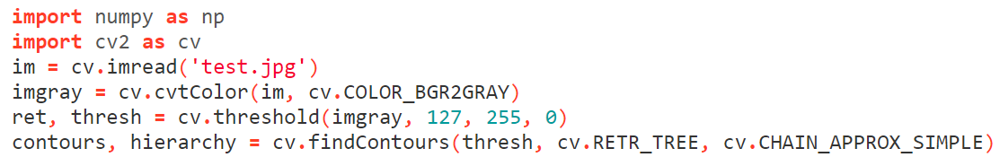 import numpy as np
import cv2 as cv
im = cv.imread('test.jpg')
imgray = cv.cvtColor(im, cv.COLOR_BGR2GRAY)
ret, thresh = cv.threshold(imgray, 127, 255, 0)
contours, hierarchy = cv.findContours(thresh, cv.RETR_TREE, cv.CHAIN_APPROX_SIMPLE)